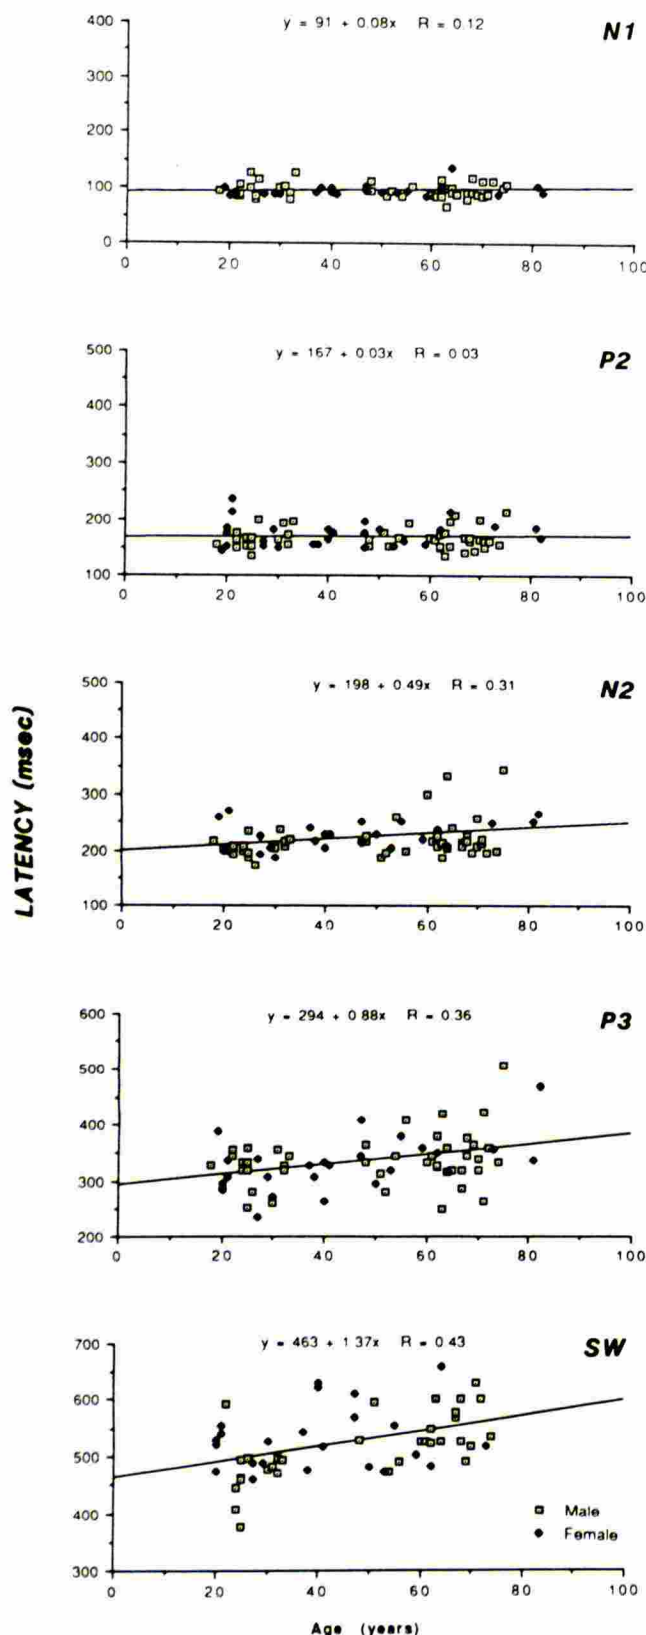 y = 91 + 0.08x R = 0.12
N1
400
300
200
100
0
0 20 40 60 80 100
y = 167 + 0.03x R = 0.03
P2
500
400
300
200
100
0 20 40 60 80 100
y = 198 + 0.49x R = 0.31
N2
500
400
300
200
100
0 20 40 60 80 100
LATENCY (msec)
y = 294 + 0.88x R = 0.36
P3
600
500
400
300
200
0 20 40 60 80 100
y = 463 + 1.37x R = 0.43
SW
700
600
500
400
300
Male
Female
0 20 40 60 80 100
Age (years)